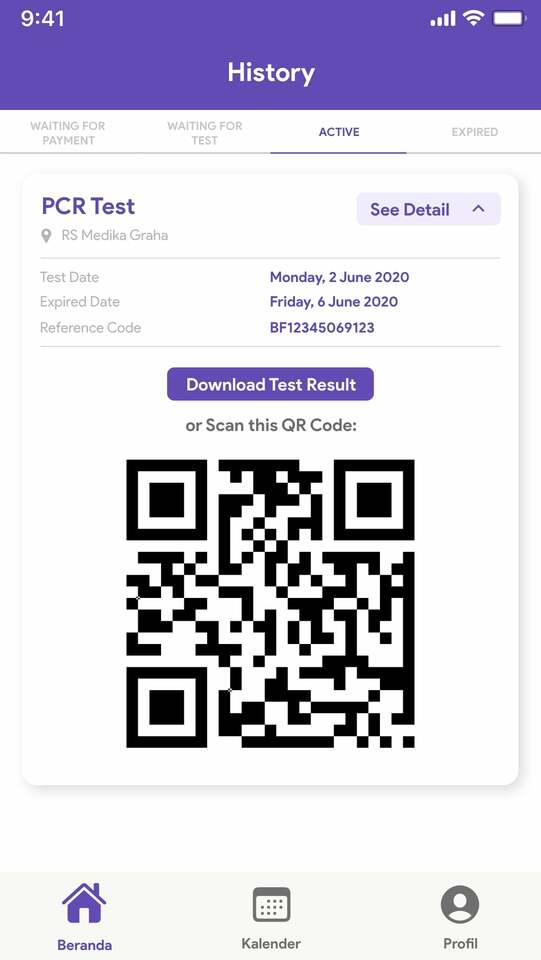 9:41
History
WAITING FOR
PAYMENT
WAITING FOR
TEST
ACTIVE
EXPIRED
PCR Test
See Detail
RS Medika Graha
Test Date
Monday, 2 June 2020
Expired Date
Friday, 6 June 2020
Reference Code
BF12345069123
Download Test Result
or Scan this QR Code:
Beranda
Kalender
Profil